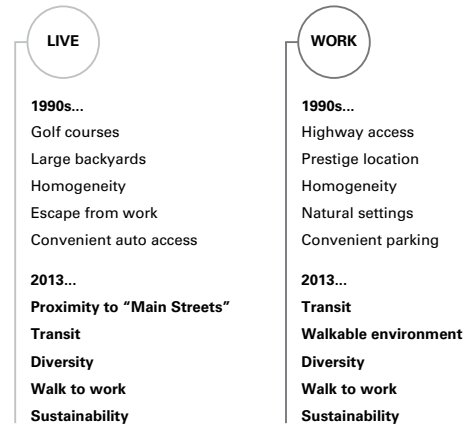 LIVE
1990s...
Golf courses
Large backyards
Homogeneity
Escape from work
Convenient auto access
2013...
Proximity to “Main Streets”
Transit
Diversity
Walk to work
Sustainability
WORK
1990s...
Highway access
Prestige location
Homogeneity
Natural settings
Convenient parking
2013...
Transit
Walkable environment
Diversity
Walk to work
Sustainability